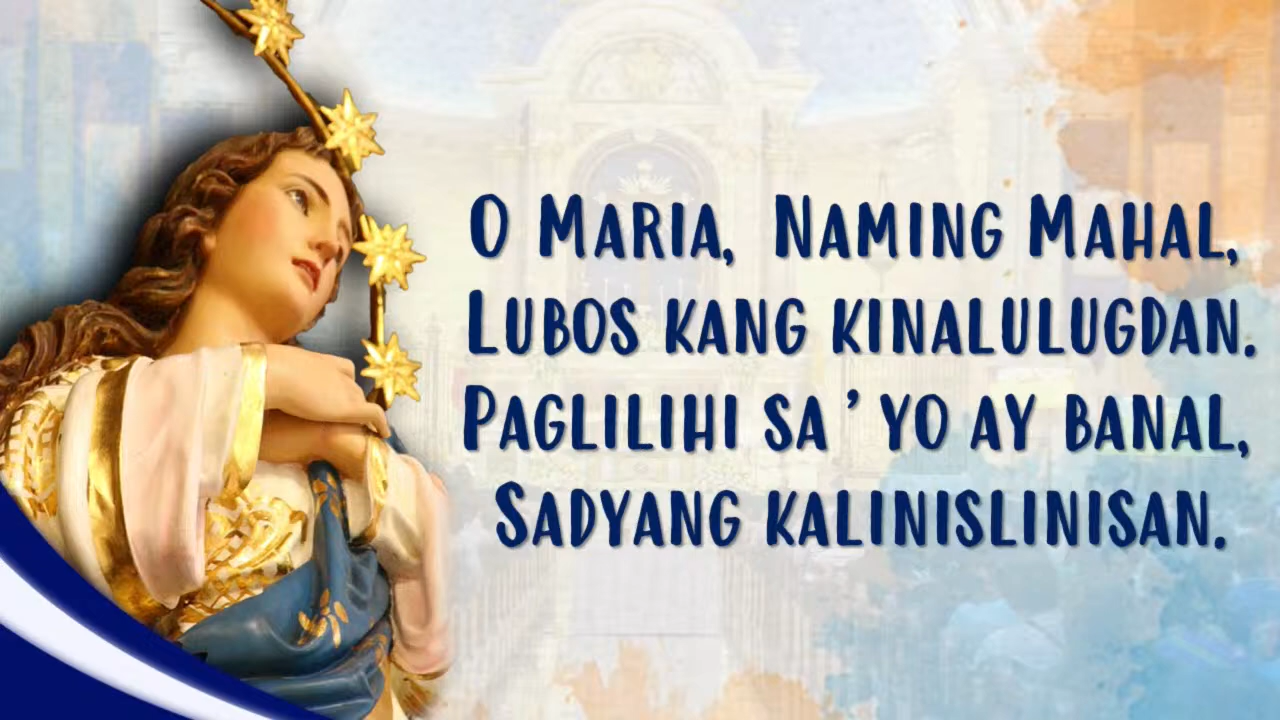 O Maria, Naming Mahal,
Lubos kang kinalulugdan.
Paglilihi sa 'yo ay banal,
Sadyang kalinislinisan.